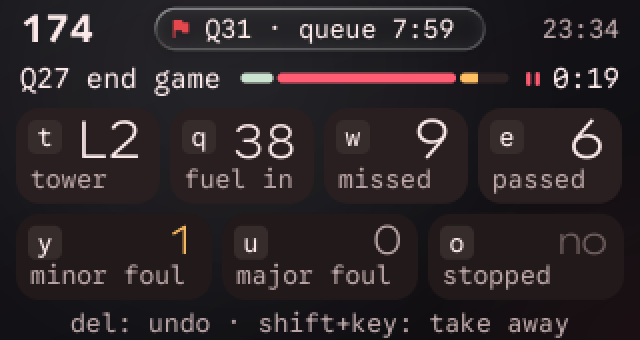 174 Q31 · queue 7:59 23:34
Q27 end game 0:19
t L2 q 38 w 9 e 6
tower fuel in missed passed
y 1 u 0 o no
minor foul major foul stopped
del: undo · shift+key: take away